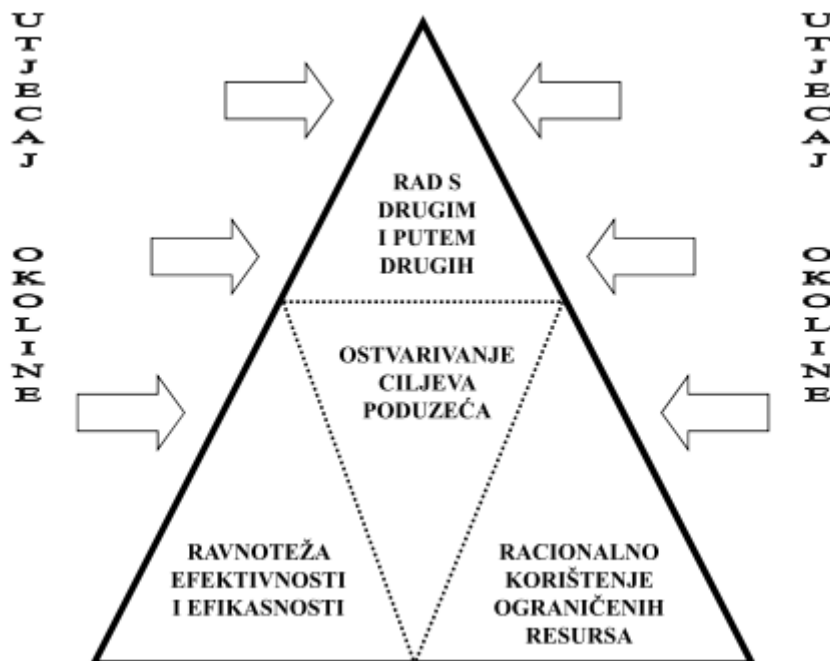 UTJECAJ OKOLINE
RAD S
DRUGIM
I PUTEM
DRUGIH
OSTVARIVANJE
CILJEVA
PODUZEĆA
RAVNOTEŽA
EFEKTIVNOSTI
I EFIKASNOSTI
RACIONALNO
KORIŠTENJE
OGRANIČENIH
RESURSA
UTJECAJ OKOLINE